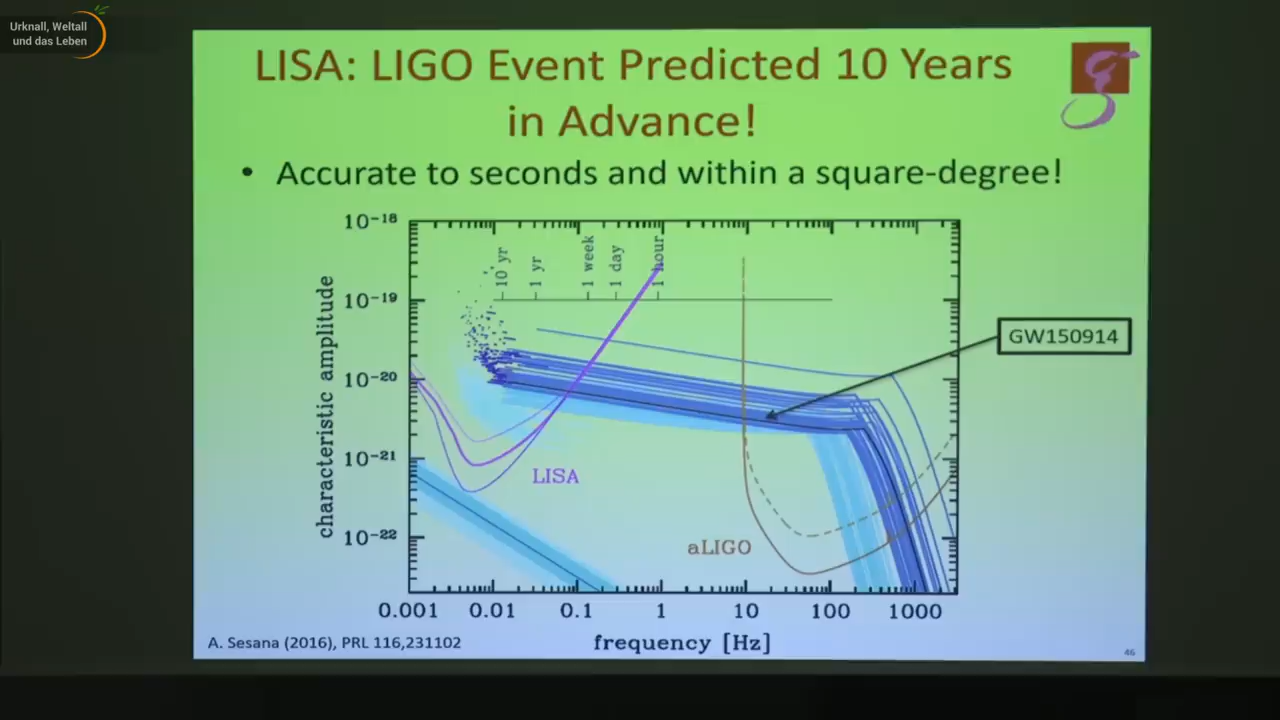 Urknall, Weltall
und das Leben
LISA: LIGO Event Predicted 10 Years
in Advance!
• Accurate to seconds and within a square-degree!
10⁻¹⁸
10⁻¹⁹
10⁻²⁰
10⁻²¹
10⁻²²
characteristic amplitude
10 yr
1 yr
1 week
1 day
1 hour
GW150914
LISA
aLIGO
0.001 0.01 0.1 1 10 100 1000
frequency [Hz]
A. Sesana (2016), PRL 116,231102
46